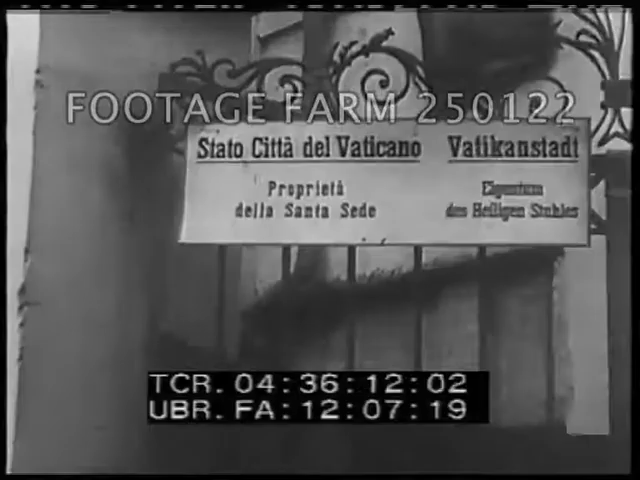 FOOTAGE FARM 250122
Stato Città del Vaticano
Proprietà
della Santa Sede
Vatikanstadt
Eigentum
des Heiligen Stuhles
TCR. 04:36:12:02
UBR. FA:12:07:19